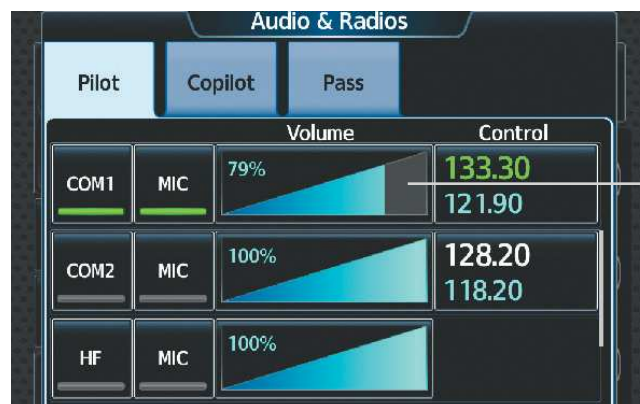 Audio & Radios
Pilot Copilot Pass
Volume Control
COM1 MIC 79% 133.30
121.90
COM2 MIC 100% 128.20
118.20
HF MIC 100%